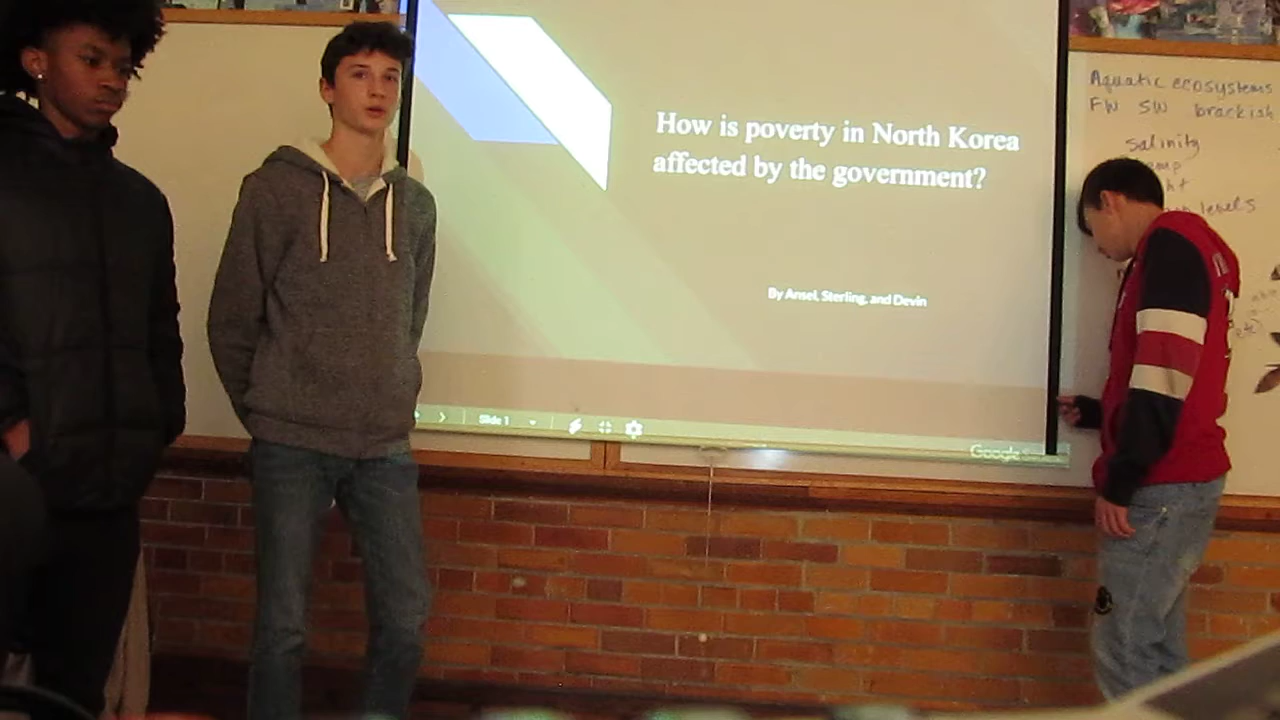 How is poverty in North Korea
affected by the government?
By Ansel, Sterling, and Devin
Slide 1
Google
Aquatic ecosystems
FW SW brackish
salinity
levels